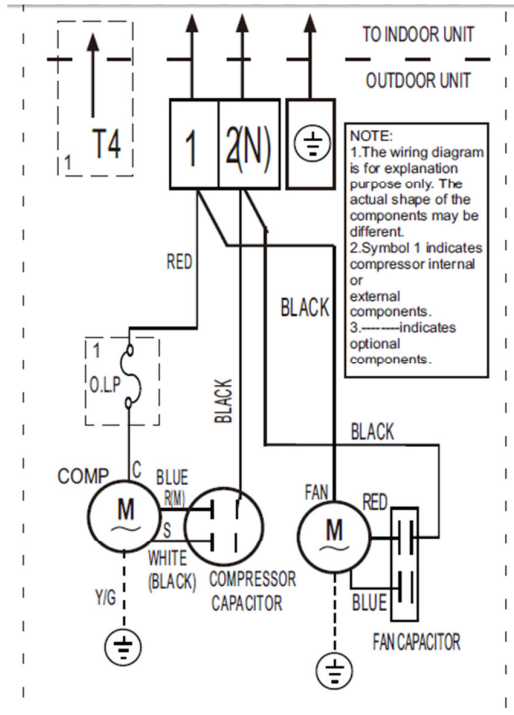 TO INDOOR UNIT
OUTDOOR UNIT
T4
1
1
2(N)
NOTE:
1.The wiring diagram
is for explanation
purpose only. The
actual shape of the
components may be
different.
2.Symbol 1 indicates
compressor internal
or
external
components.
3.--------indicates
optional
components.
RED
BLACK
1
O.L.P
BLACK
BLACK
COMP
C
BLUE
R(M)
M
S
WHITE
(BLACK)
Y/G
COMPRESSOR
CAPACITOR
FAN
RED
M
BLUE
FAN CAPACITOR